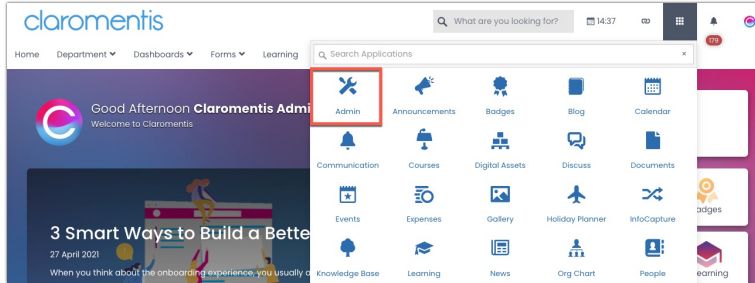 claromentis
What are you looking for?
14:37
179
Home Department Dashboards Forms Learning
Search Applications
×
Admin Announcements Badges Blog Calendar
Good Afternoon Claromentis Admi
Welcome to Claromentis
Communication Courses Digital Assets Discuss Documents
Events Expenses Gallery Holiday Planner InfoCapture
adges
3 Smart Ways to Build a Bette
27 April 2021
When you think about the onboarding experience, you usually a
Knowledge Base Learning News Org Chart People
earning